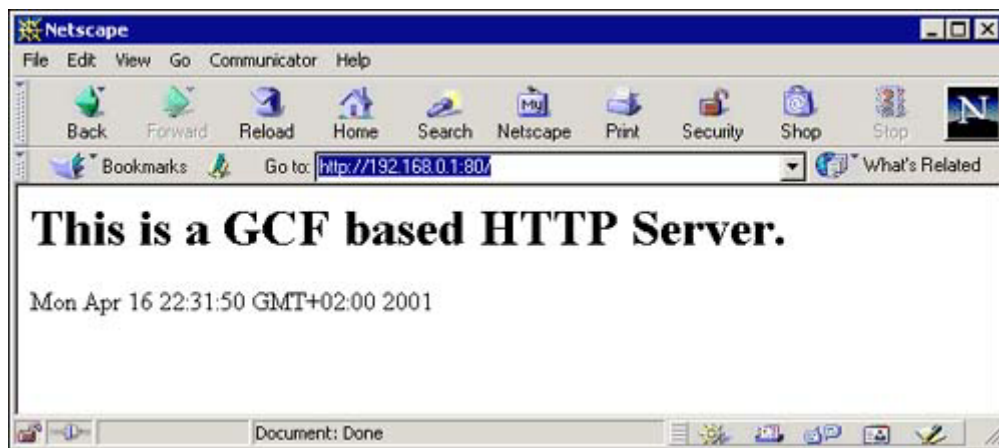 Netscape
File Edit View Go Communicator Help
My
Back Forward Reload Home Search Netscape Print Security Shop Stop N
Bookmarks Go to: http://192.168.0.1:80/ What's Related
This is a GCF based HTTP Server.
Mon Apr 16 22:31:50 GMT+02:00 2001
Document: Done